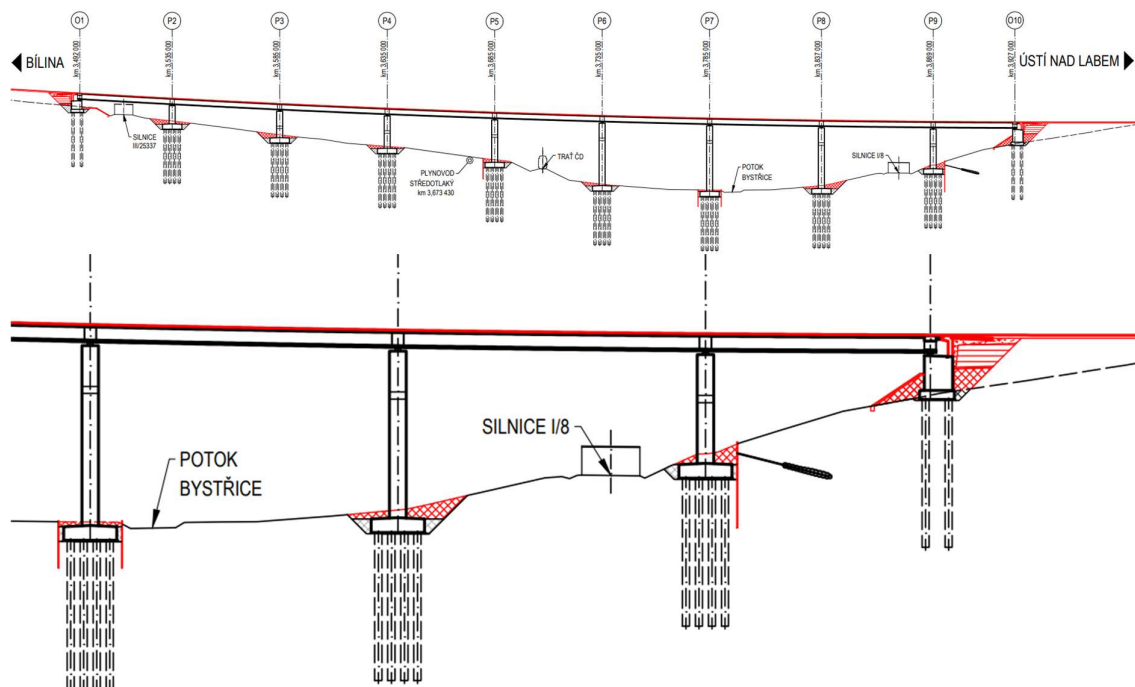 O1
P2
P3
P4
P5
P6
P7
P8
P9
O10
km 3,492 000
km 3,535 000
km 3,585 000
km 3,635 000
km 3,685 000
km 3,735 000
km 3,785 000
km 3,837 000
km 3,889 000
km 3,927 000
BÍLINA
ÚSTÍ NAD LABEM
SILNICE
III/25337
PLYNOVOD
STŘEDOTLAKÝ
km 3,673 430
TRAŤ ČD
POTOK
BYSTŘICE
SILNICE I/8
SILNICE I/8
POTOK
BYSTŘICE